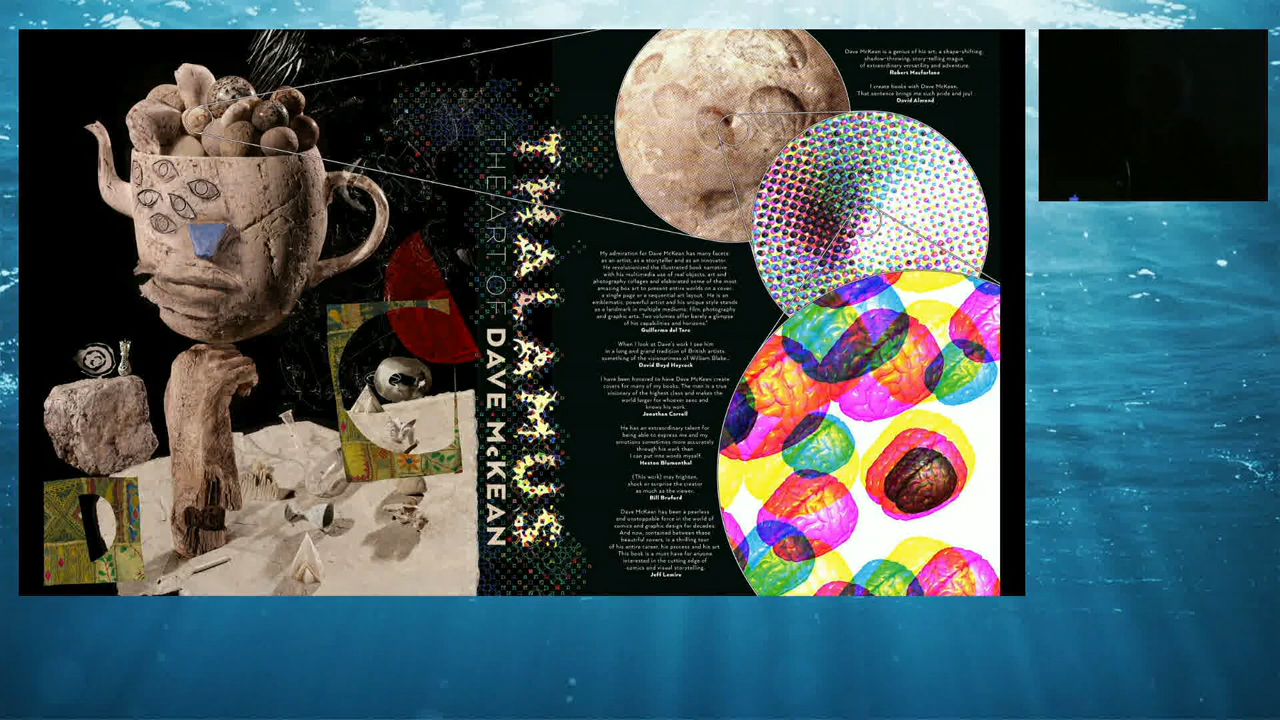 THALAMUS
THE ART OF DAVE McKEAN
Dave McKean is a genius of his art; a shape-shifting,
shadow-throwing, story-telling magus
of extraordinary versatility and adventure.
Robert Macfarlane
I create books with Dave McKean.
That sentence brings me such pride and joy!
David Almond
My admiration for Dave McKean has many facets:
as an artist, as a storyteller and as an innovator.
He revolutionized the illustrated book narrative
with his multimedia use of real objects, art and
photography collages and elaborated some of the most
amazing box art to present entire worlds on a cover,
a single page or a sequential art layout. He is an
emblematic, powerful artist and his unique style stands
as a landmark in multiple mediums: film, photography
and graphic arts. Two volumes offer barely a glimpse
of his capabilities and horizons."
Guillermo del Toro
When I look at Dave's work I see him
in a long and grand tradition of British artists
something of the visionariness of William Blake...
David Boyd Haycock
I have been honored to have Dave McKean create
covers for many of my books. The man is a true
visionary of the highest class and makes the
world larger for whoever sees and
knows his work.
Jonathan Carroll
He has an extraordinary talent for
being able to express me and my
emotions sometimes more accurately
through his work than
I can put into words myself.
Heston Blumenthal
(This work) may frighten,
shock or surprise the creator
as much as the viewer.
Bill Bruford
Dave McKean has been a peerless
and unstoppable force in the world of
comics and graphic design for decades.
And now, contained between these
beautiful covers, is a thrilling tour
of his entire career, his process and his art.
This book is a must have for anyone
interested in the cutting edge of
comics and visual storytelling.
Jeff Lemire